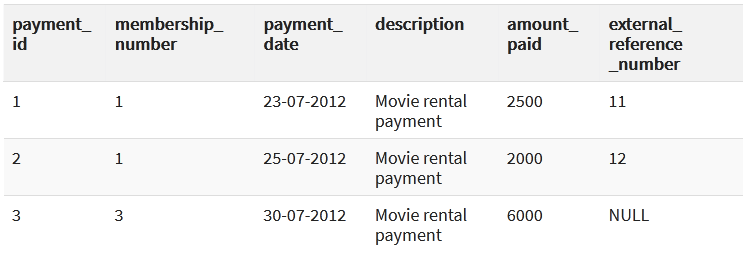 payment_ membership_ payment_ description amount_ external_
id number date paid reference
_number
1 1 23-07-2012 Movie rental 2500 11
payment
2 1 25-07-2012 Movie rental 2000 12
payment
3 3 30-07-2012 Movie rental 6000 NULL
payment